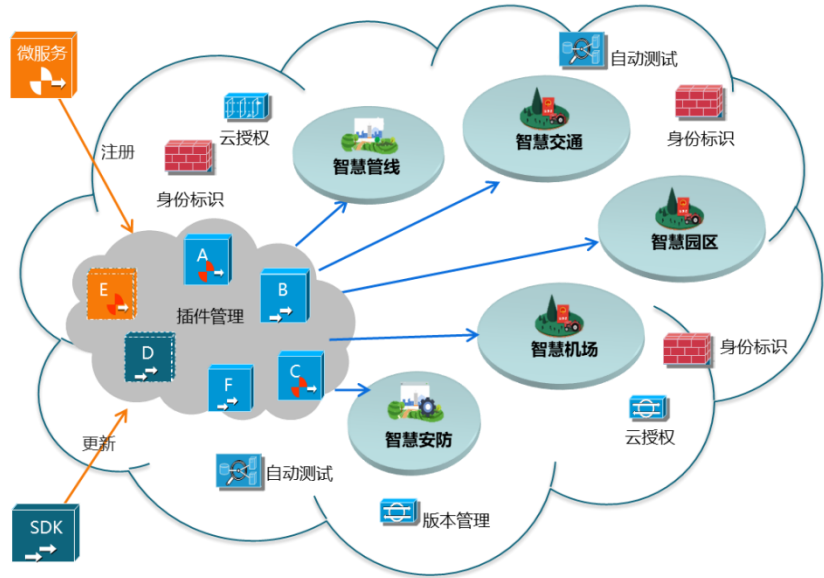 微服务
自动测试
云授权
注册
身份标识
智慧管线
智慧交通
身份标识
智慧园区
A
E
B
插件管理
D
F
C
智慧机场
身份标识
云授权
智慧安防
更新
自动测试
版本管理
SDK